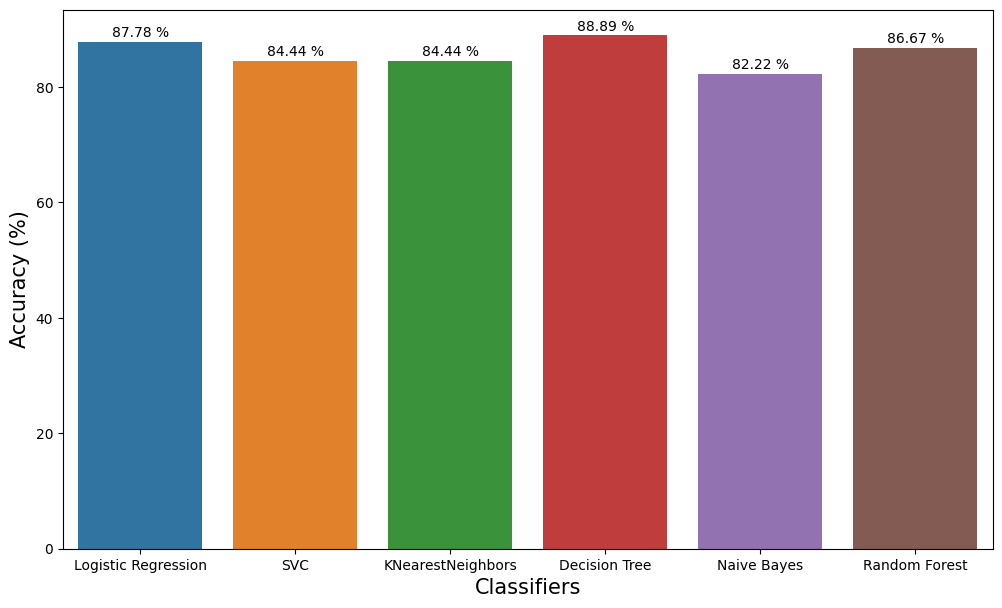 87.78 %
84.44 %
84.44 %
88.89 %
82.22 %
86.67 %
Accuracy (%)
80
60
40
20
0
Logistic Regression
SVC
KNearestNeighbors
Decision Tree
Naive Bayes
Random Forest
Classifiers